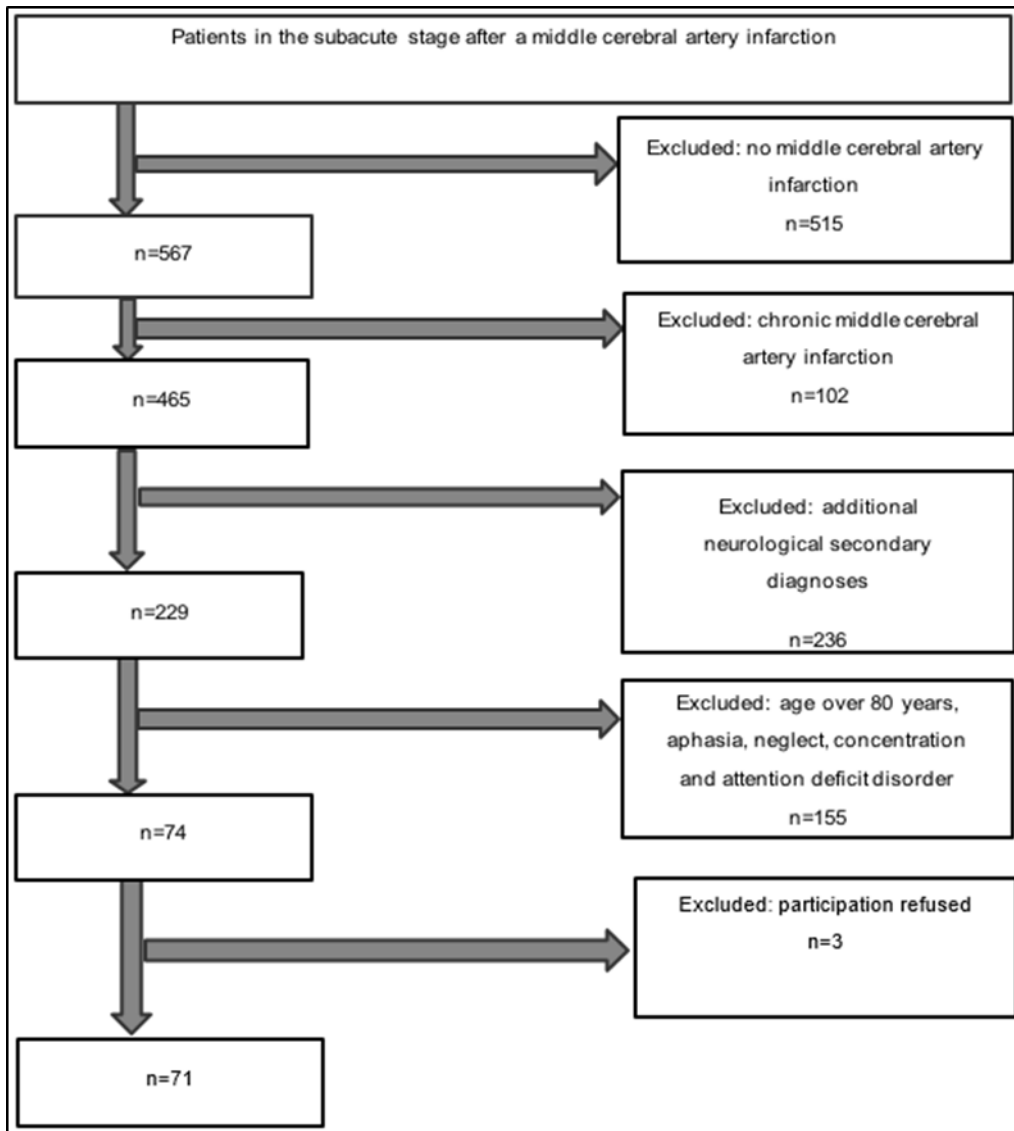 Patients in the subacute stage after a middle cerebral artery infarction
Excluded: no middle cerebral artery
infarction
n=515
n=567
Excluded: chronic middle cerebral
artery infarction
n=102
n=465
Excluded: additional
neurological secondary
diagnoses
n=236
n=229
Excluded: age over 80 years,
aphasia, neglect, concentration
and attention deficit disorder
n=155
n=74
Excluded: participation refused
n=3
n=71